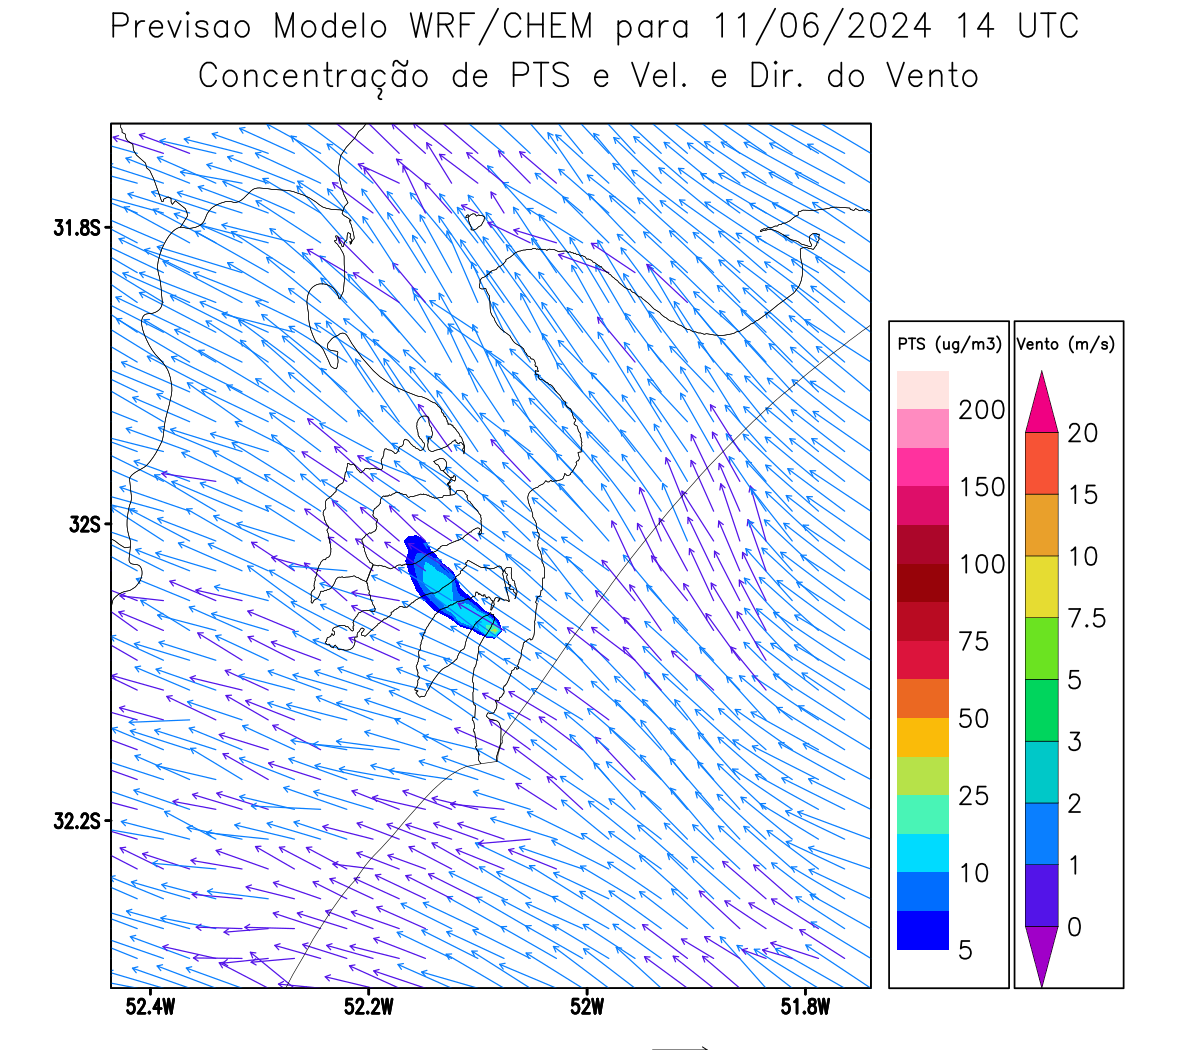 Previsao Modelo WRF/CHEM para 11/06/2024 14 UTC
Concentração de PTS e Vel. e Dir. do Vento
31.8S
32S
32.2S
52.4W
52.2W
52W
51.8W
PTS (ug/m3)
200
150
100
75
50
25
10
5
Vento (m/s)
20
15
10
7.5
5
3
2
1
0